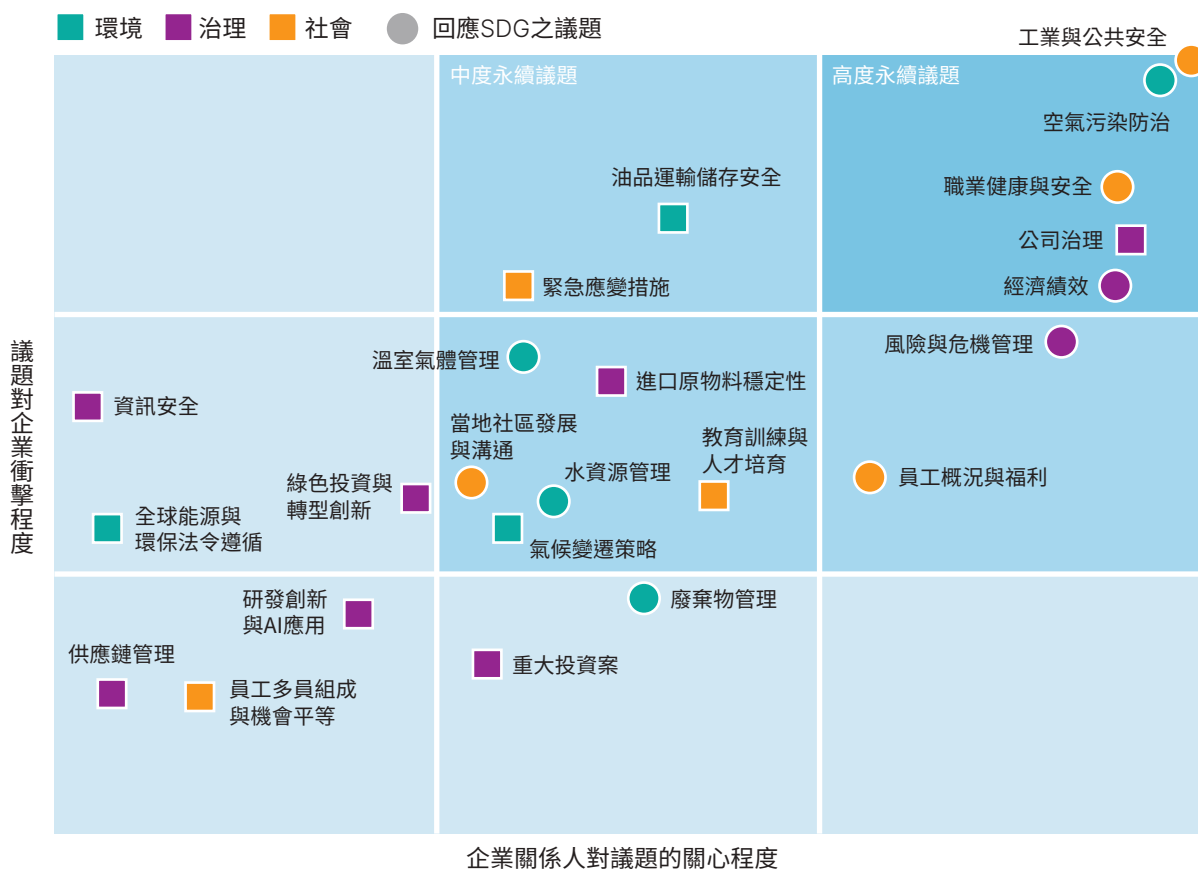 環境
治理
社會
回應SDG之議題
工業與公共安全
中度永續議題
高度永續議題
空氣污染防治
油品運輸儲存安全
職業健康與安全
公司治理
緊急應變措施
經濟績效
議題對企業衝擊程度
溫室氣體管理
風險與危機管理
進口原物料穩定性
資訊安全
當地社區發展
與溝通
教育訓練與
人才培育
水資源管理
員工概況與福利
綠色投資與
轉型創新
全球能源與
環保法令遵循
氣候變遷策略
研發創新
與AI應用
廢棄物管理
供應鏈管理
重大投資案
員工多員組成
與機會平等
企業關係人對議題的關心程度